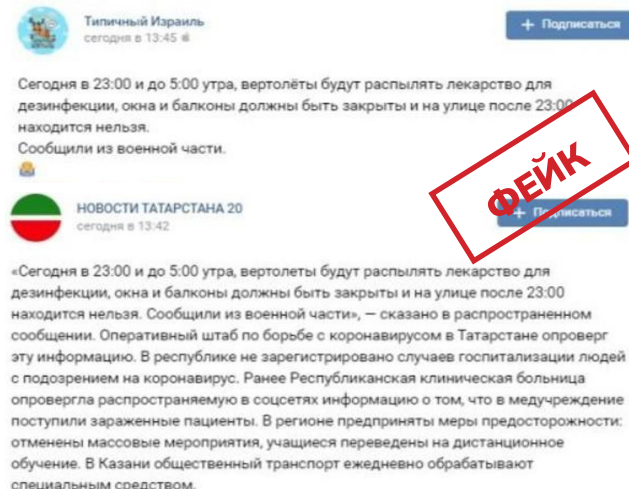 Типичный Израиль
сегодня в 13:45
+ Подписаться
Сегодня в 23:00 и до 5:00 утра, вертолёты будут распылять лекарство для
дезинфекции, окна и балконы должны быть закрыты и на улице после 23:00
находится нельзя.
Сообщили из военной части.
ФЕЙК
НОВОСТИ ТАТАРСТАНА 20
сегодня в 13:42
+ Подписаться
«Сегодня в 23:00 и до 5:00 утра, вертолеты будут распылять лекарство для
дезинфекции, окна и балконы должны быть закрыты и на улице после 23:00
находится нельзя. Сообщили из военной части», — сказано в распространенном
сообщении. Оперативный штаб по борьбе с коронавирусом в Татарстане опроверг
эту информацию. В республике не зарегистрировано случаев госпитализации людей
с подозрением на коронавирус. Ранее Республиканская клиническая больница
опровергла распространяемую в соцсетях информацию о том, что в медучреждение
поступили зараженные пациенты. В регионе предприняты меры предосторожности:
отменены массовые мероприятия, учащиеся переведены на дистанционное
обучение. В Казани общественный транспорт ежедневно обрабатывают
специальным средством.